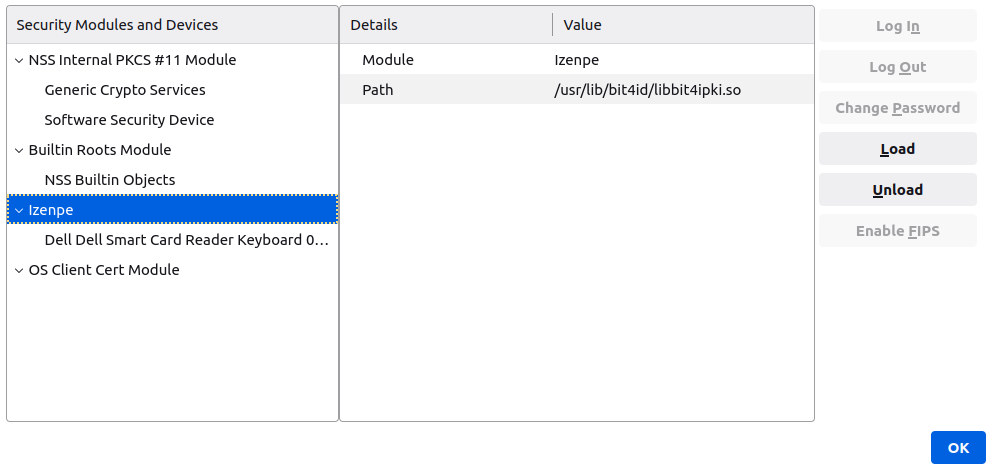 Security Modules and Devices
NSS Internal PKCS #11 Module
Generic Crypto Services
Software Security Device
Builtin Roots Module
NSS Builtin Objects
Izenpe
Dell Dell Smart Card Reader Keyboard 0...
OS Client Cert Module
Details Value
Module Izenpe
Path /usr/lib/bit4id/libbit4ipki.so
Log In
Log Out
Change Password
Load
Unload
Enable FIPS
OK